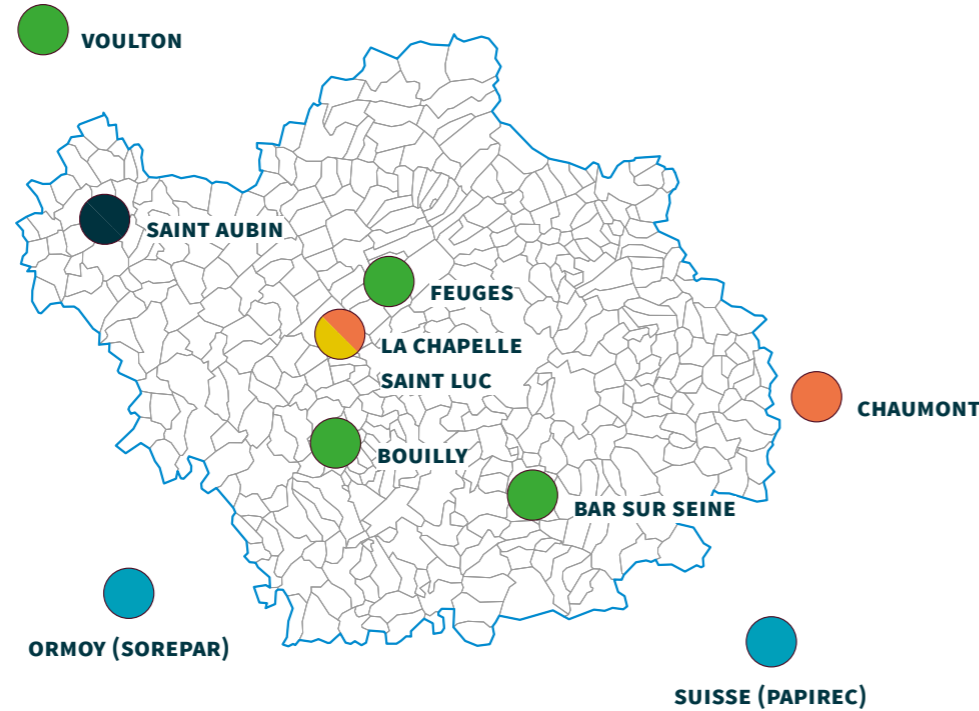 VOULTON
SAINT AUBIN
FEUGES
LA CHAPELLE
SAINT LUC
CHAUMONT
BOUILLY
BAR SUR SEINE
ORMOY (SOREPAR)
SUISSE (PAPIREC)